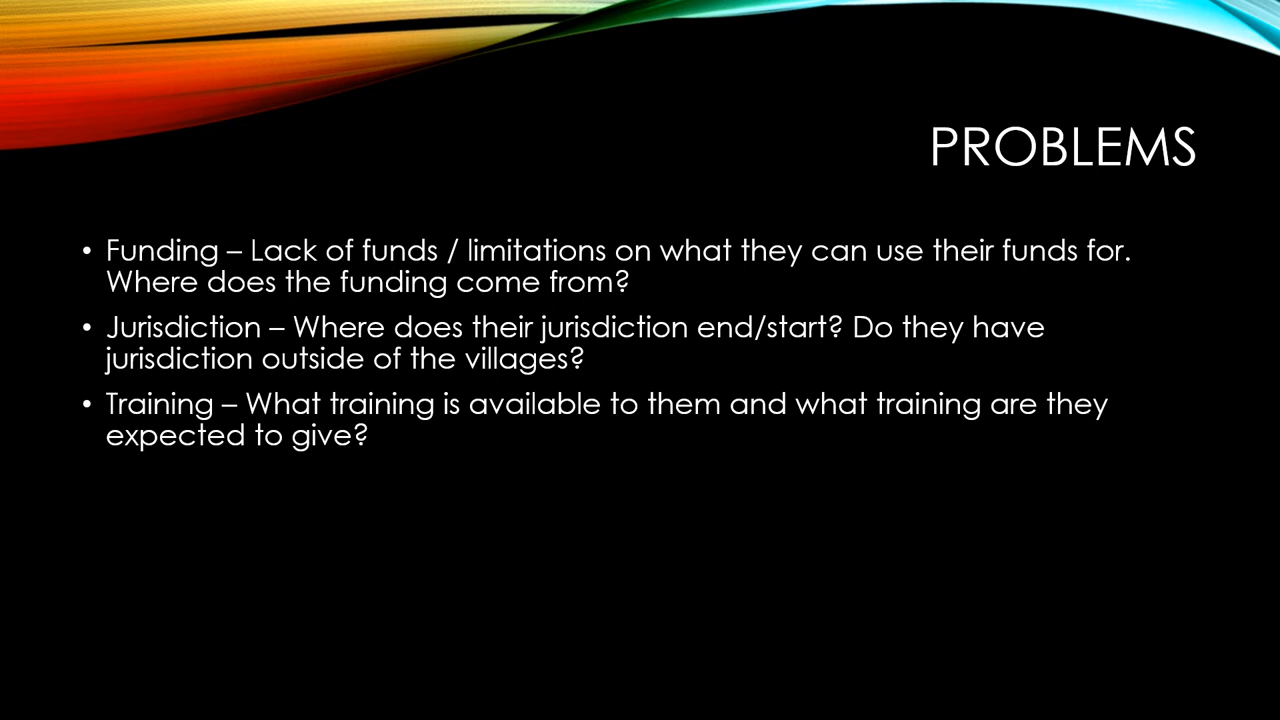 PROBLEMS
• Funding – Lack of funds / limitations on what they can use their funds for.
Where does the funding come from?
• Jurisdiction – Where does their jurisdiction end/start? Do they have
jurisdiction outside of the villages?
• Training – What training is available to them and what training are they
expected to give?